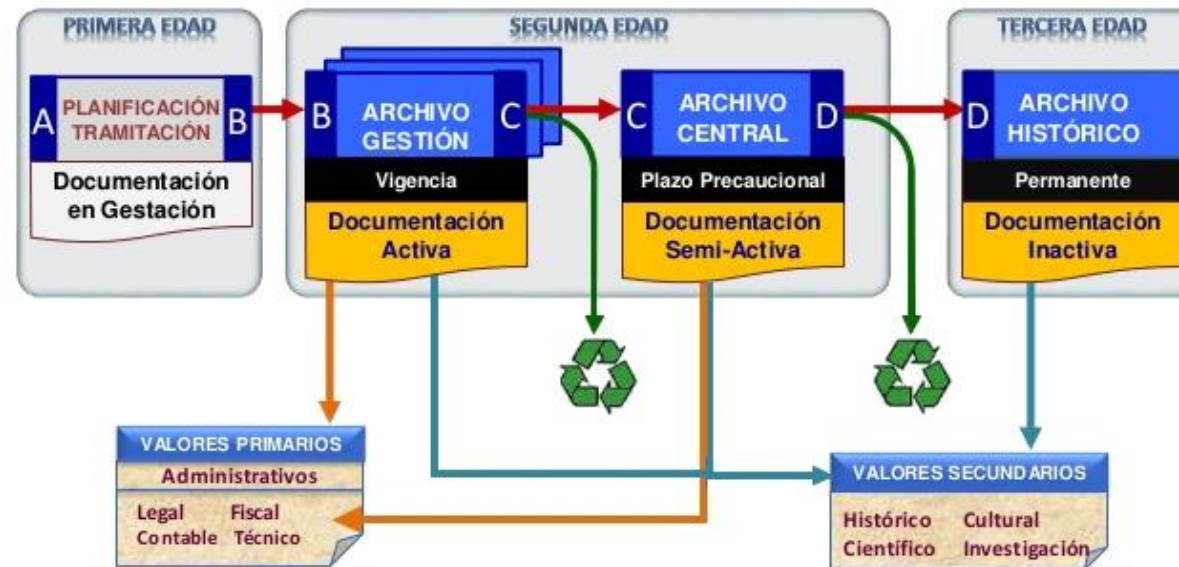 PRIMERA EDAD
SEGUNDA EDAD
TERCERA EDAD
A
PLANIFICACIÓN
TRAMITACIÓN
B
Documentación
en Gestación
B
ARCHIVO
GESTIÓN
C
Vigencia
Documentación
Activa
C
ARCHIVO
CENTRAL
D
Plazo Precaucional
Documentación
Semi-Activa
D
ARCHIVO
HISTÓRICO
Permanente
Documentación
Inactiva
VALORES PRIMARIOS
Administrativos
Legal Fiscal
Contable Técnico
VALORES SECUNDARIOS
Histórico Cultural
Científico Investigación